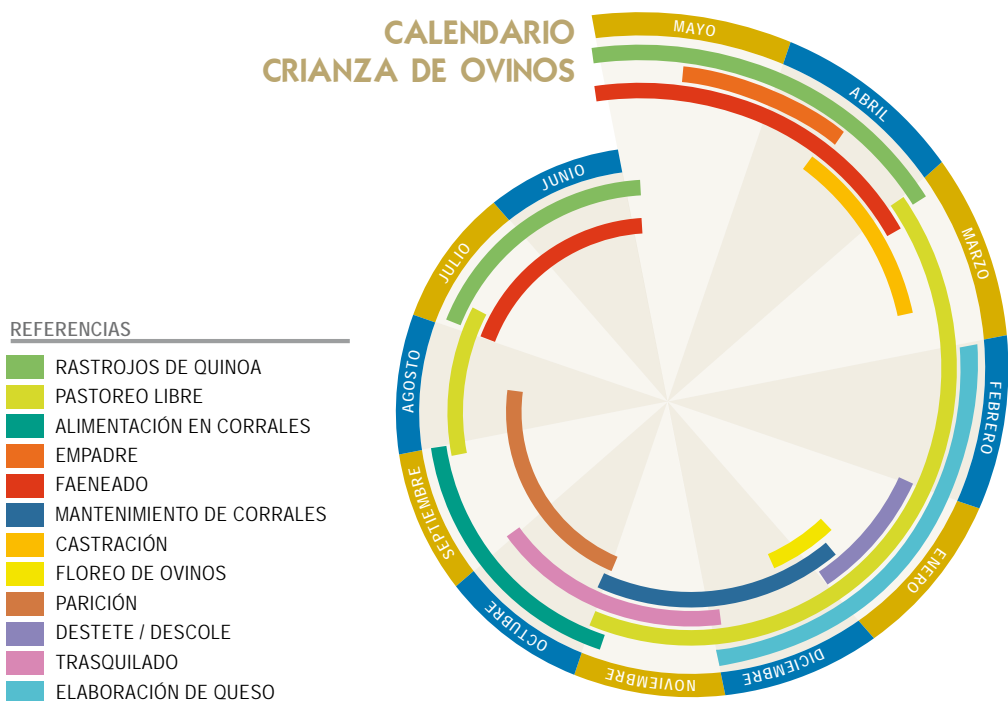 CALENDARIO
CRIANZA DE OVINOS
MAYO
ABRIL
MARZO
FEBRERO
ENERO
DICIEMBRE
NOVIEMBRE
OCTUBRE
SEPTIEMBRE
AGOSTO
JULIO
JUNIO
REFERENCIAS
RASTROJOS DE QUINOA
PASTOREO LIBRE
ALIMENTACIÓN EN CORRALES
EMPADRE
FAENEADO
MANTENIMIENTO DE CORRALES
CASTRACIÓN
FLOREO DE OVINOS
PARICIÓN
DESTETE / DESCOLE
TRASQUILADO
ELABORACIÓN DE QUESO